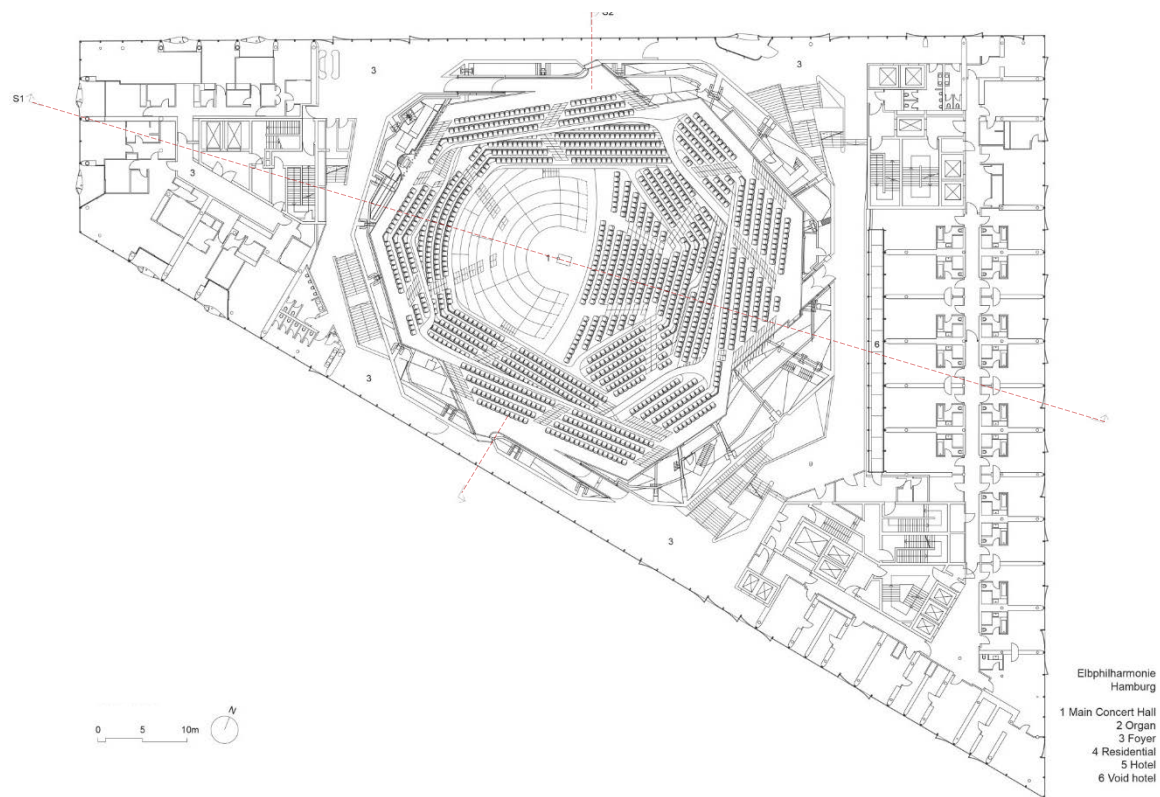 S2
3
3
S1
3
1
6
3
3
N
0 5 10m
Elbphilharmonie
Hamburg
1 Main Concert Hall
2 Organ
3 Foyer
4 Residential
5 Hotel
6 Void hotel